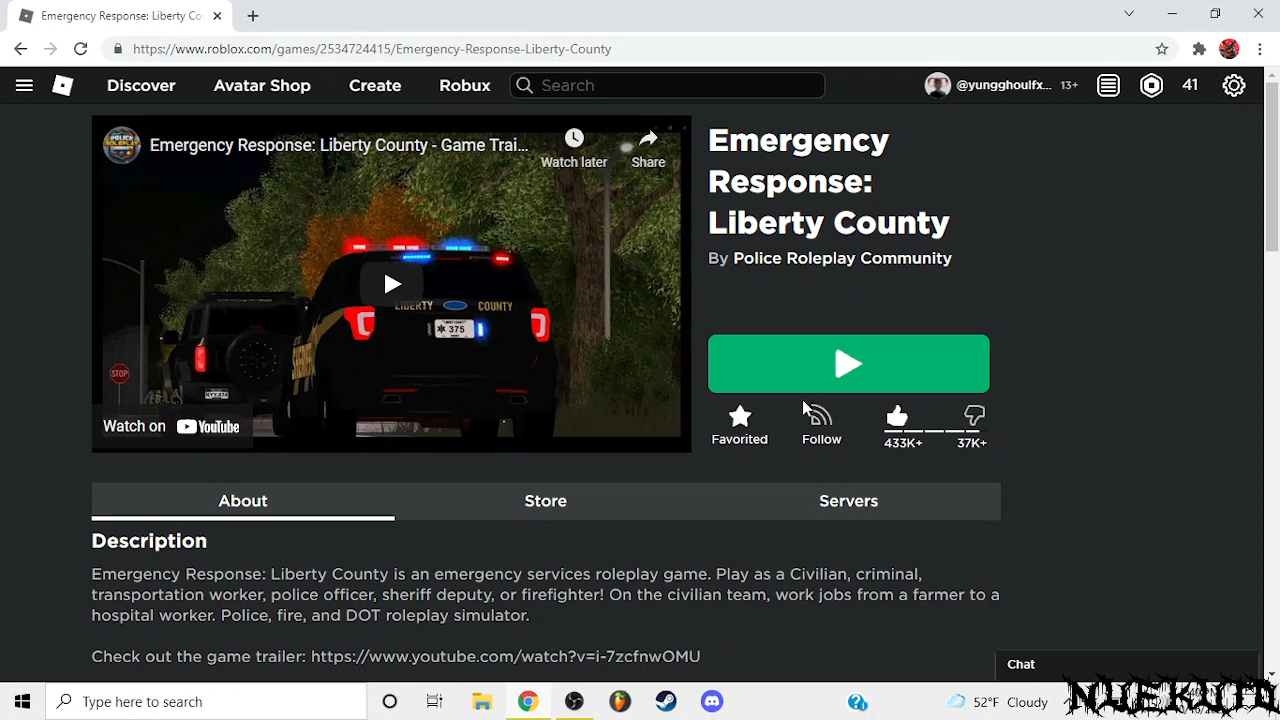 Emergency Response: Liberty Co
https://www.roblox.com/games/2534724415/Emergency-Response-Liberty-County
Discover
Avatar Shop
Create
Robux
Search
@yungghoulfx...
13+
41
Emergency Response: Liberty County - Game Trai...
Watch later
Share
LIBERTY COUNTY
375
STOP
Watch on YouTube
Emergency
Response:
Liberty County
By Police Roleplay Community
Favorited
Follow
433K+
37K+
About
Store
Servers
Description
Emergency Response: Liberty County is an emergency services roleplay game. Play as a Civilian, criminal,
transportation worker, police officer, sheriff deputy, or firefighter! On the civilian team, work jobs from a farmer to a
hospital worker. Police, fire, and DOT roleplay simulator.
Check out the game trailer: https://www.youtube.com/watch?v=i-7zcfnwOMU
Chat
Type here to search
52°F Cloudy